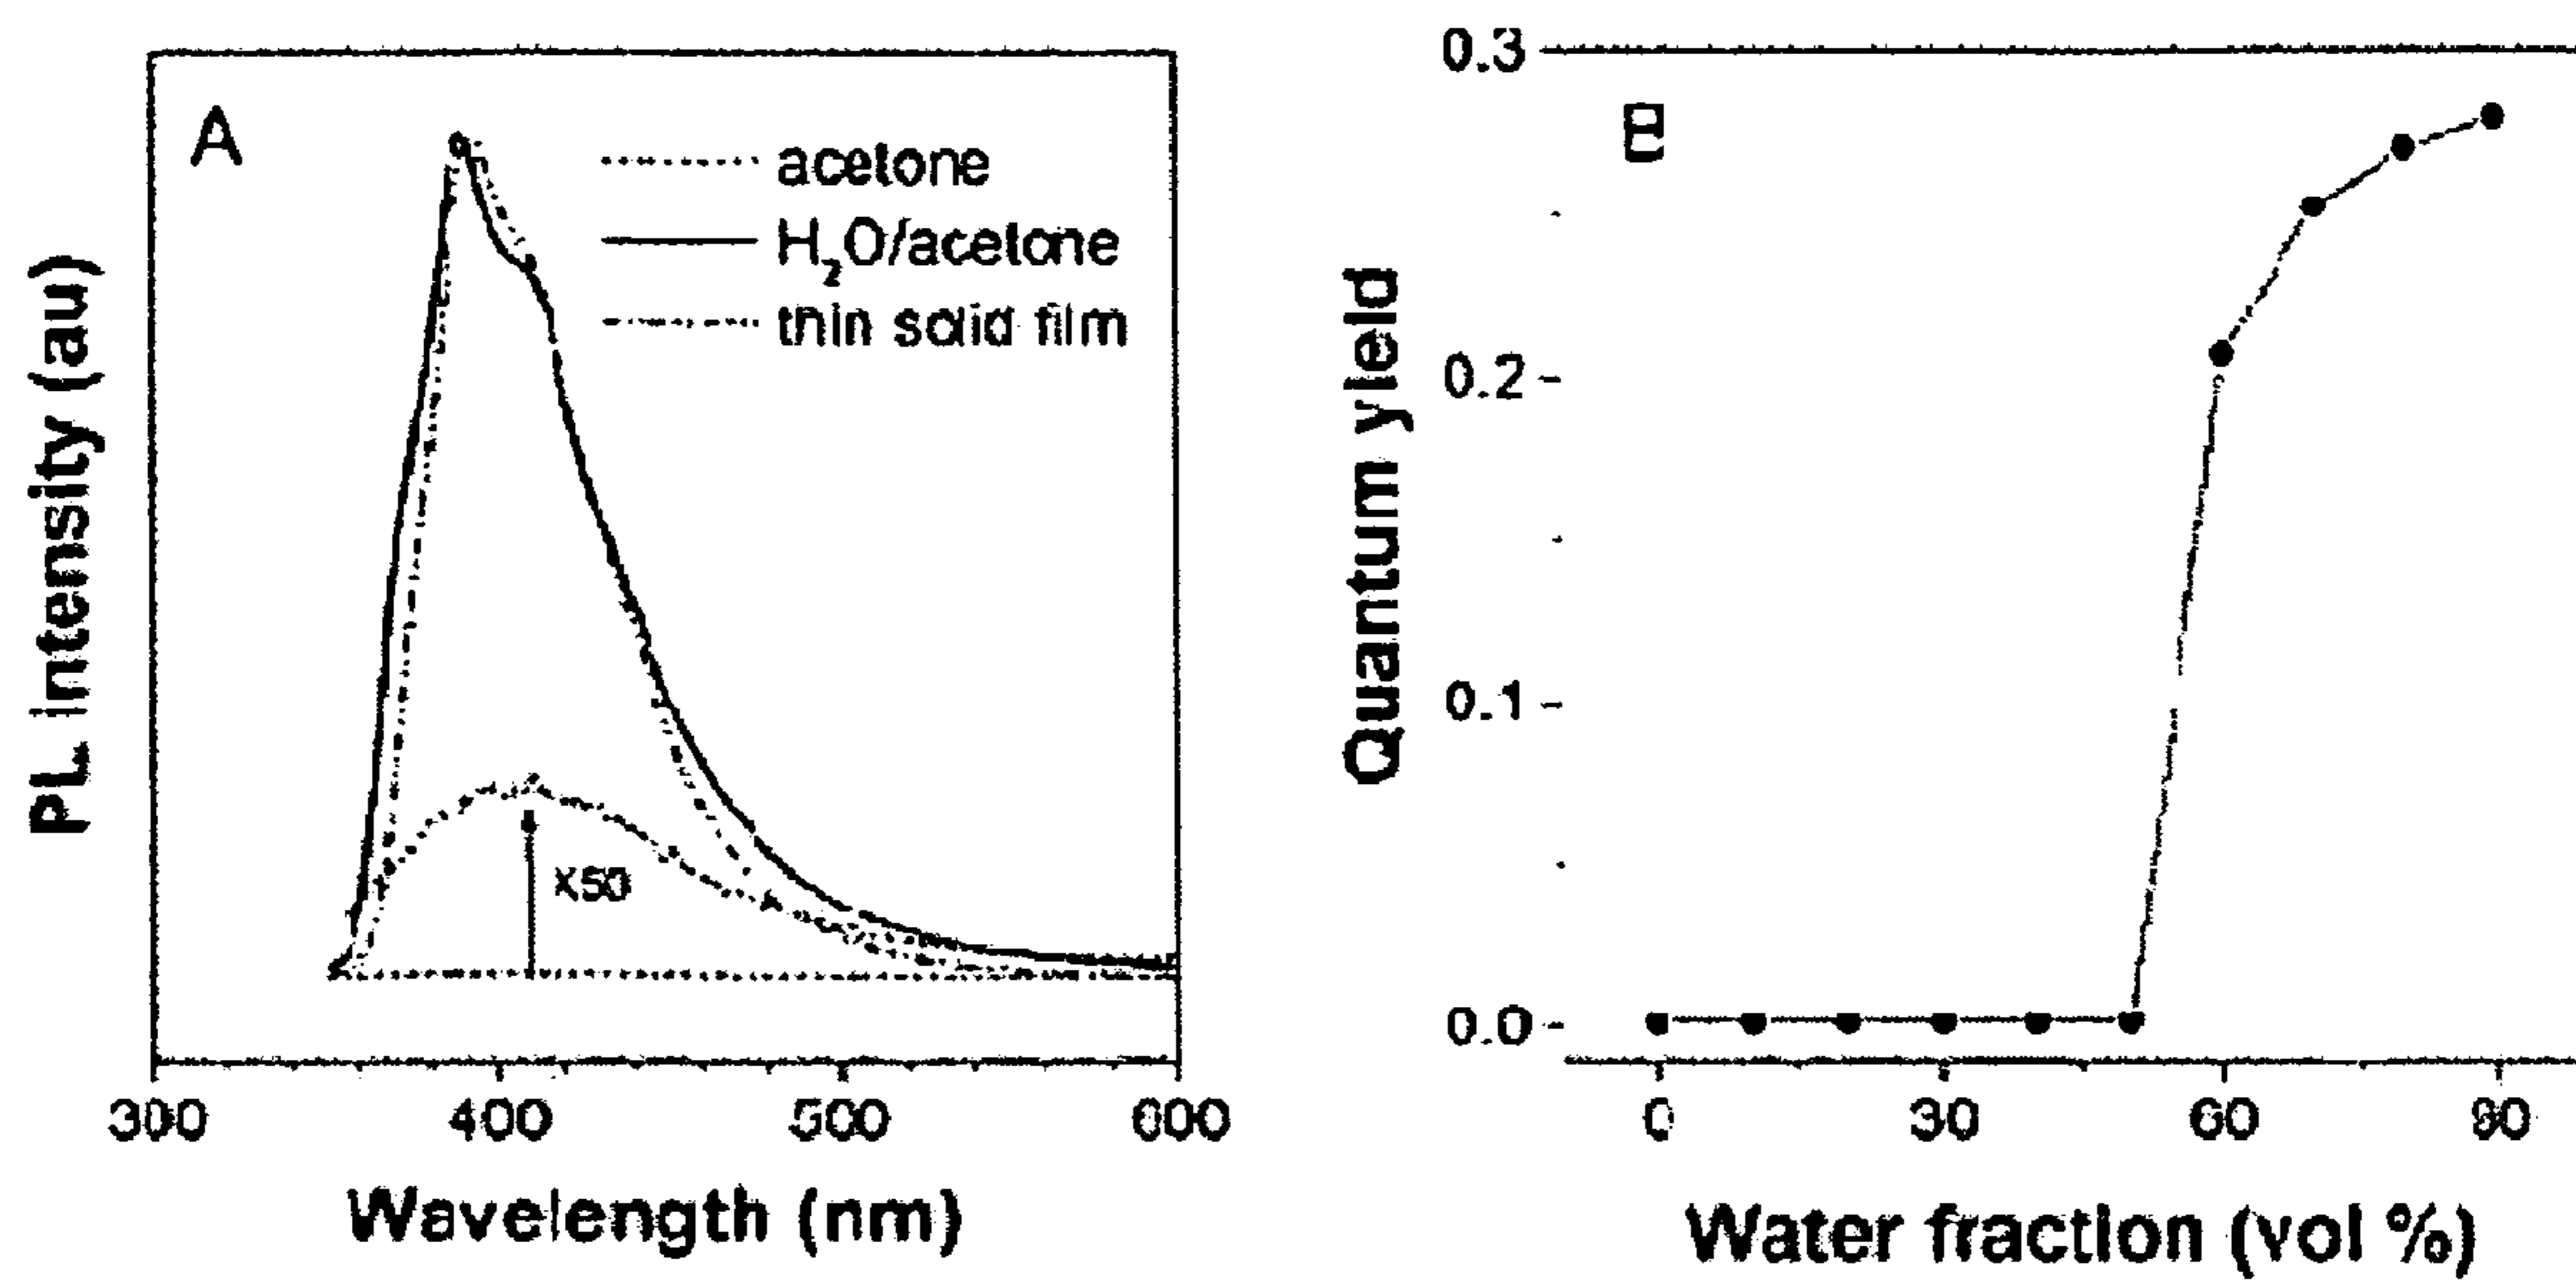 A
acetone
H₂O/acetone
thin solid film
x50
PL intensity (au)
300 400 500 600
Wavelength (nm)
B
0.3
0.2
0.1
0.0
Quantum yield
0 30 60 90
Water fraction (vol %)